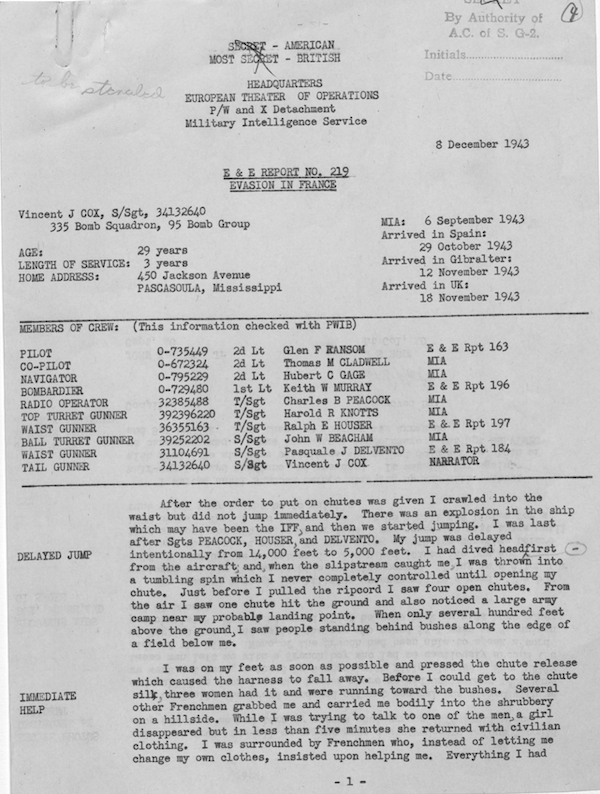 SECRET
By Authority of
A.C. of S. G-2.
Initials
Date
4
SECRET - AMERICAN
MOST SECRET - BRITISH
to be stenciled
HEADQUARTERS
EUROPEAN THEATER OF OPERATIONS
P/W and X Detachment
Military Intelligence Service
8 December 1943
E & E REPORT NO. 219
EVASION IN FRANCE
Vincent J COX, S/Sgt, 34132640
335 Bomb Squadron, 95 Bomb Group
AGE: 29 years
LENGTH OF SERVICE: 3 years
HOME ADDRESS: 450 Jackson Avenue
PASCASOULA, Mississippi
MIA: 6 September 1943
Arrived in Spain:
29 October 1943
Arrived in Gibralter:
12 November 1943
Arrived in UK:
18 November 1943
MEMBERS OF CREW: (This information checked with PWIB)
PILOT 0-735449 2d Lt Glen F RANSOM E & E Rpt 163
CO-PILOT 0-672324 2d Lt Thomas M CLADWELL MIA
NAVIGATOR 0-795229 2d Lt Hubert C GAGE MIA
BOMBARDIER 0-729480 1st Lt Keith W MURRAY E & E Rpt 196
RADIO OPERATOR 32385488 T/Sgt Charles B PEACOCK MIA
TOP TURRET GUNNER 392396220 T/Sgt Harold R KNOTTS MIA
WAIST GUNNER 36355163 T/Sgt Ralph E HOUSER E & E Rpt 197
BALL TURRET GUNNER 39252202 S/Sgt John W BEACHAM MIA
WAIST GUNNER 31104691 S/Sgt Pasquale J DELVENTO E & E Rpt 184
TAIL GUNNER 34132640 S/Sgt Vincent J COX NARRATOR
After the order to put on chutes was given I crawled into the
waist but did not jump immediately. There was an explosion in the ship
which may have been the IFF, and then we started jumping. I was last
after Sgts PEACOCK, HOUSER, and DELVENTO. My jump was delayed
DELAYED JUMP intentionally from 14,000 feet to 5,000 feet. I had dived headfirst
from the aircraft and, when the slipstream caught me, I was thrown into
a tumbling spin which I never completely controlled until opening my
chute. Just before I pulled the ripcord I saw four open chutes. From
the air I saw one chute hit the ground and also noticed a large army
camp near my probable landing point. When only several hundred feet
above the ground, I saw people standing behind bushes along the edge of
a field below me.
I was on my feet as soon as possible and pressed the chute release
which caused the harness to fall away. Before I could get to the chute
IMMEDIATE silk, three women had it and were running toward the bushes. Several
HELP other Frenchmen grabbed me and carried me bodily into the shrubbery
on a hillside. While I was trying to talk to one of the men, a girl
disappeared but in less than five minutes she returned with civilian
clothing. I was surrounded by Frenchmen who, instead of letting me
change my own clothes, insisted upon helping me. Everything I had
- 1 -